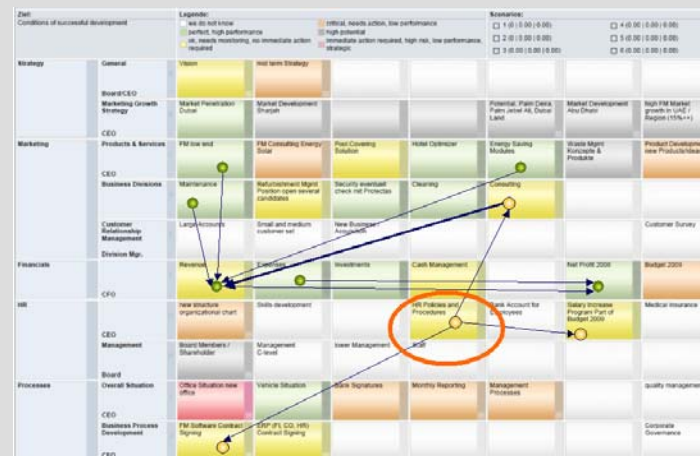 Ziel:
Conditions of successful development
Legende:
we do not know
perfect, high performance
ok, needs monitoring, no immediate action
required
critical, needs action, low performance
high potential
immediate action required, high risk, low performance,
strategic
Scenarios:
1 (0 | 0.00 | 0.00)
2 (0 | 0.00 | 0.00)
3 (0.00 | 0.00 | 0.00)
4 (0.00 | 0.00 | 0.00)
5 (0.00 | 0.00 | 0.00)
6 (0.00 | 0.00 | 0.00)
Strategy
General
Board/CEO
Vision
mid term Strategy
Marketing Growth
Strategy
CEO
Market Penetration
Dubai
Market Development
Sharjah
Potential, Palm Deira,
Palm Jebel Ali, Dubai
Land
Market Development
Abu Dhabi
high FM Market
growth in UAE /
Region (15%++)
Marketing
Products & Services
CEO
FM low end
FM Consulting Energy
Solar
Pool Covering
Solution
Hotel Optimizer
Energy Saving
Modules
Waste Mgmt
Konzepte &
Produkte
Product Developme
new Products/Ideas
Business Divisions
CEO
Maintenance
Refurbishment Mgmt
Position open several
candidates
Security eventuell
check mit Protectas
Cleaning
Consulting
Customer
Relationship
Management
Division Mgr.
Large Accounts
Small and medium
customer set
New Business
Acquisition
Customer Survey
Financials
CFO
Revenues
Expenses
Investments
Cash Management
Net Profit 2009
Budget 2009
HR
CEO
new structure
organizational chart
Skills development
HR Policies and
Procedures
Bank Account for
Employees
Salary Increase
Program Part of
Budget 2009
Medical Insurance
Management
Board
Board Members /
Shareholder
Management
C-level
lower Management
Staff
Processes
Overall Situation
CEO
Office Situation new
office
Vehicle Situation
Bank Signatures
Monthly Reporting
Management
Processes
quality managemen
Business Process
Development
CEO
FM Software Contract
Signing
ERP (FI, CO, HR)
Contract Signing
Corporate
Governance